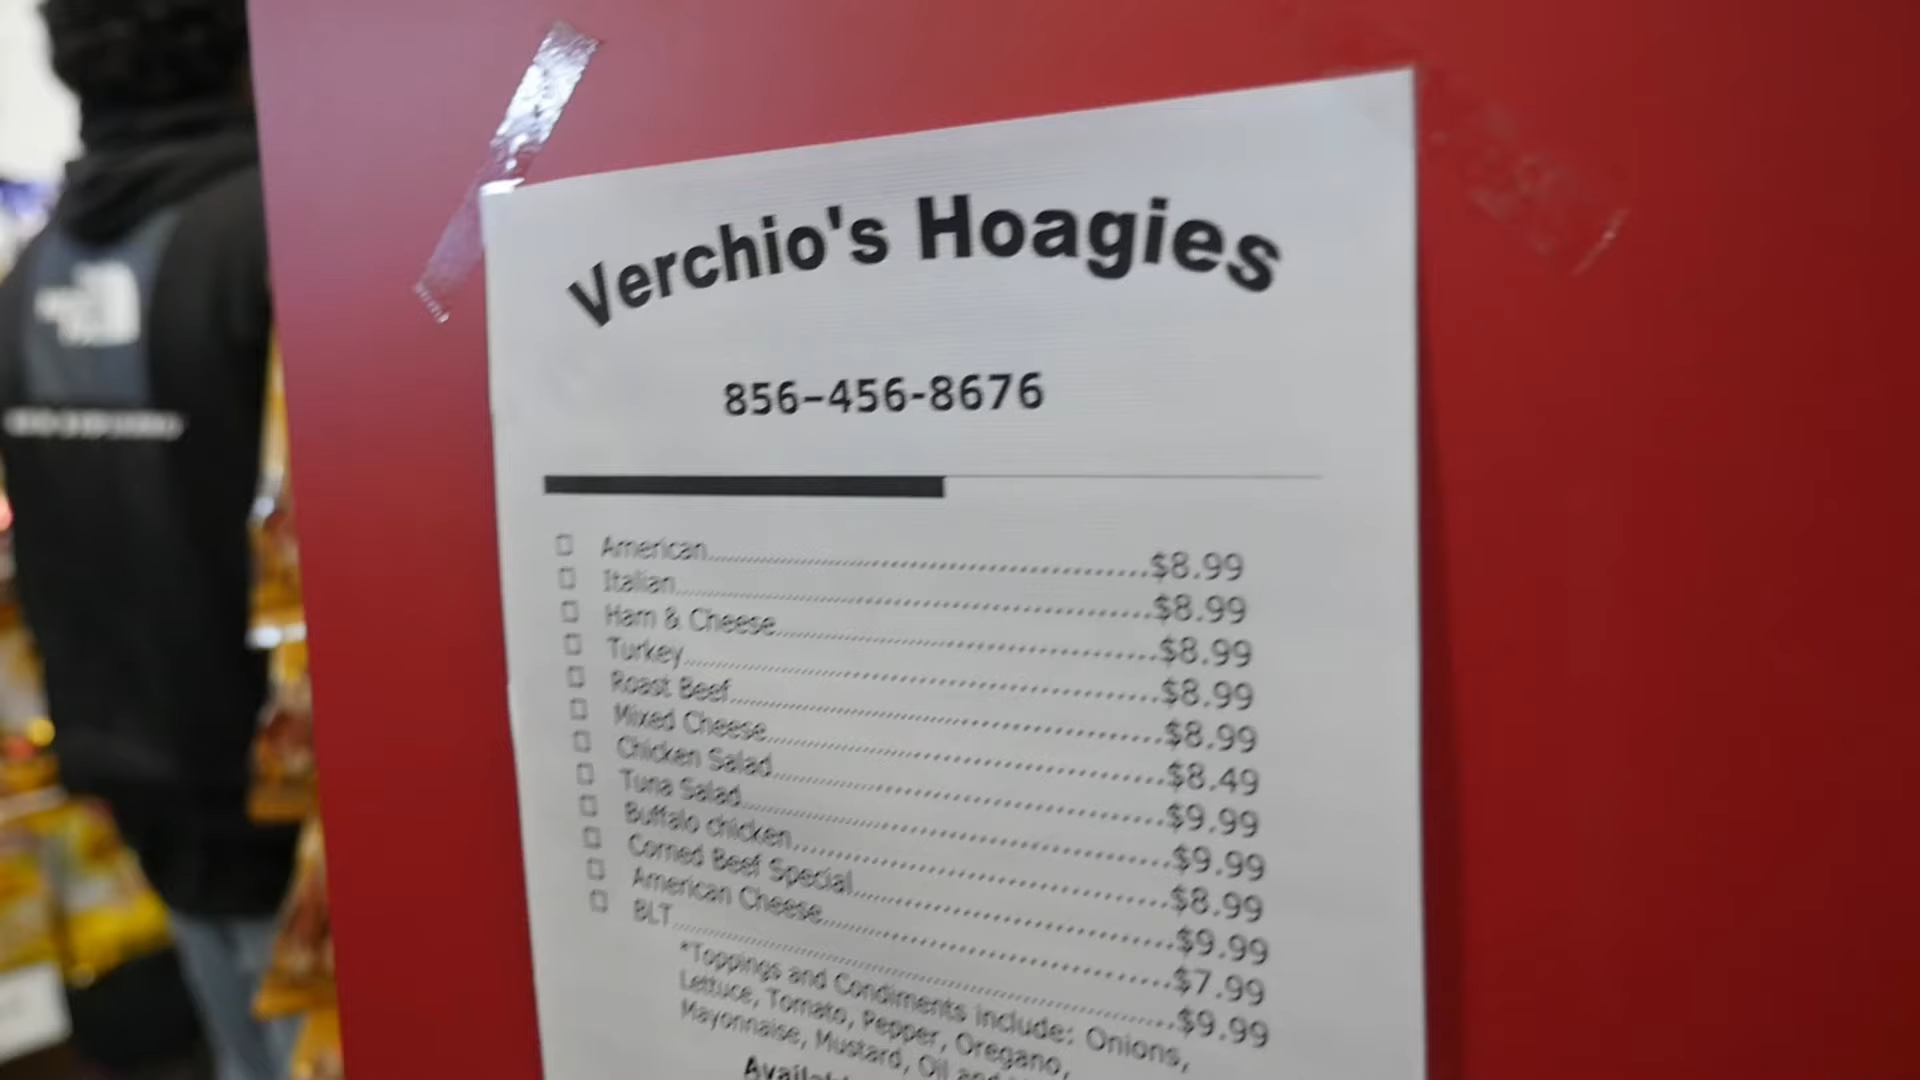 Verchio's Hoagies
856-456-8676
American $8.99
Italian $8.99
Ham & Cheese $8.99
Turkey $8.99
Roast Beef $8.99
Mixed Cheese $8.49
Chicken Salad $9.99
Tuna Salad $9.99
Buffalo chicken $8.99
Corned Beef Special $9.99
American Cheese $7.99
BLT $9.99
*Toppings and Condiments include: Onions,
Lettuce, Tomato, Pepper, Oregano,
Mayonnaise, Mustard, Oil and